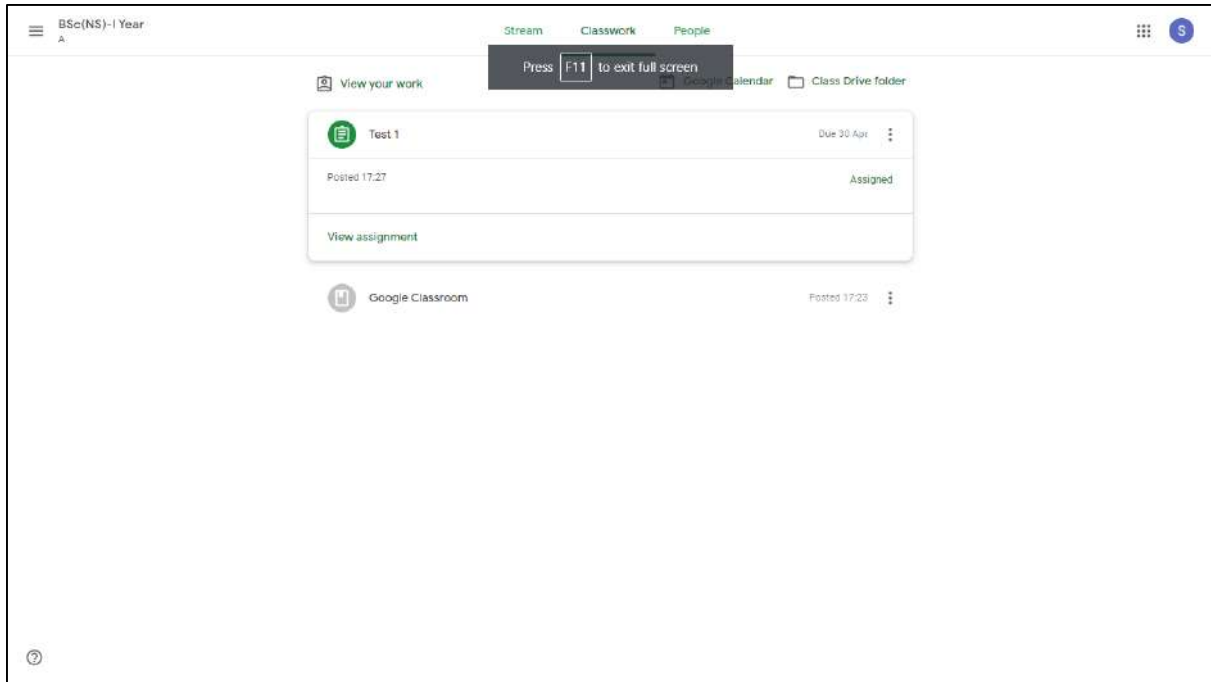 BSc(NS)-I Year
A
Stream Classwork People
S
Press F11 to exit full screen
View your work
Google Calendar
Class Drive folder
Test 1
Due 30 Apr
Posted 17:27
Assigned
View assignment
Google Classroom
Posted 17:23